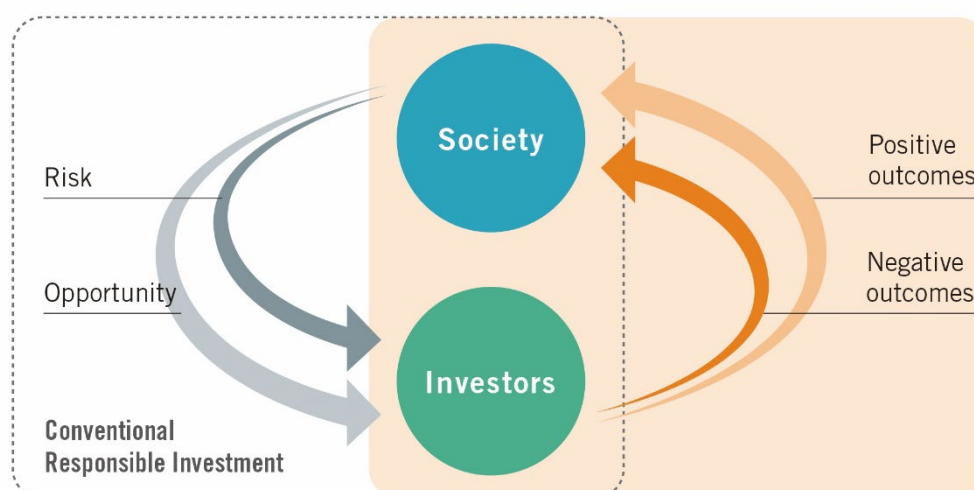 Society
Risk
Opportunity
Investors
Conventional
Responsible Investment
Positive
outcomes
Negative
outcomes